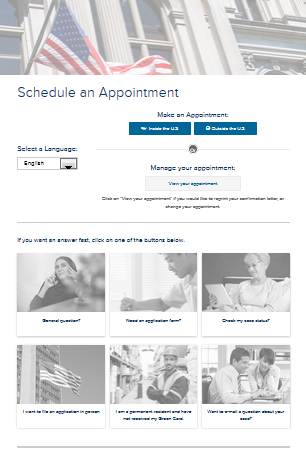 Schedule an Appointment
Make an Appointment:
Inside the U.S.
Outside the U.S.
Select a Language:
English
or
Manage your appointment:
View your appointment
Click on "View your appointment" if you would like to reprint your confirmation letter, or
change your appointment.
If you want an answer fast, click on one of the buttons below.
General question?
Need an application form?
Check my case status?
I want to file an application in person
I am a permanent resident and have
not received my Green Card.
Want to e-mail a question about your
case?